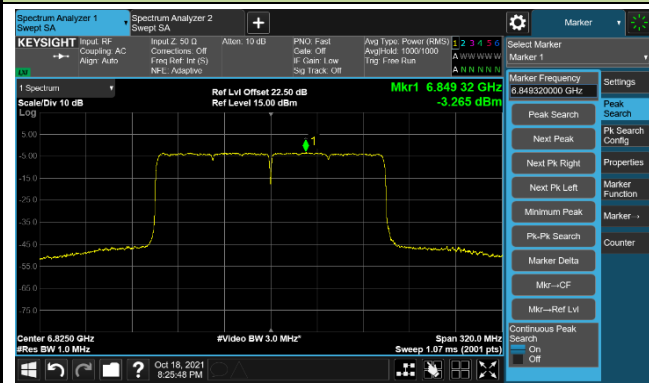 Spectrum Analyzer 1
Swept SA
Spectrum Analyzer 2
Swept SA
Marker
KEYSIGHT
Input: RF
Coupling: AC
Align: Auto
Input Z: 50 Ω
Corrections: Off
Freq Ref: Int (S)
NFE: Adaptive
Atten: 10 dB
PNO: Fast
Gate: Off
IF Gain: Low
Sig Track: Off
Avg Type: Power (RMS)
Avg|Hold: 1000/1000
Trig: Free Run
1 2 3 4 5 6
A W W W W W
A N N N N N
Select Marker
Marker 1
Marker Frequency
6.849320000 GHz
Settings
1 Spectrum
Scale/Div 10 dB
Log
Ref Lvl Offset 22.50 dB
Ref Level 15.00 dBm
Mkr1 6.849 32 GHz
-3.265 dBm
Peak Search
Next Peak
Next Pk Right
Next Pk Left
Minimum Peak
Pk-Pk Search
Marker Delta
Mkr→CF
Mkr→Ref Lvl
Continuous Peak
Search
On
Off
Peak
Search
Pk Search
Config
Properties
Marker
Function
Marker→
Counter
1
5.00
-5.00
-15.0
-25.0
-35.0
-45.0
-55.0
-65.0
-75.0
Center 6.8250 GHz
#Res BW 1.0 MHz
#Video BW 3.0 MHz*
Span 320.0 MHz
Sweep 1.07 ms (2001 pts)
?
Oct 18, 2021
8:25:48 PM